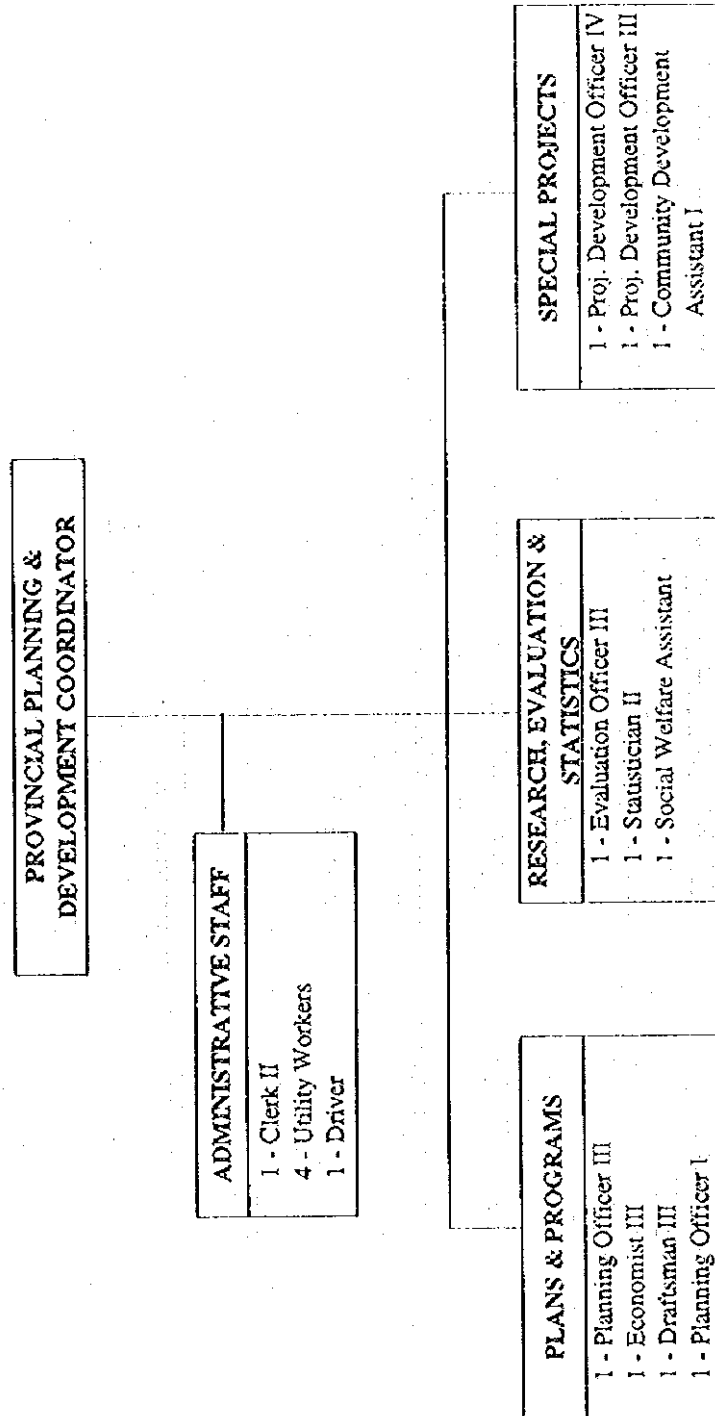 PROVINCIAL PLANNING &
DEVELOPMENT COORDINATOR
ADMINISTRATIVE STAFF
1 - Clerk II
4 - Utility Workers
1 - Driver
PLANS & PROGRAMS
1 - Planning Officer III
1 - Economist III
1 - Draftsman III
1 - Planning Officer I
RESEARCH, EVALUATION &
STATISTICS
1 - Evaluation Officer III
1 - Statistician II
1 - Social Welfare Assistant
SPECIAL PROJECTS
1 - Proj. Development Officer IV
1 - Proj. Development Officer III
1 - Community Development
Assistant I